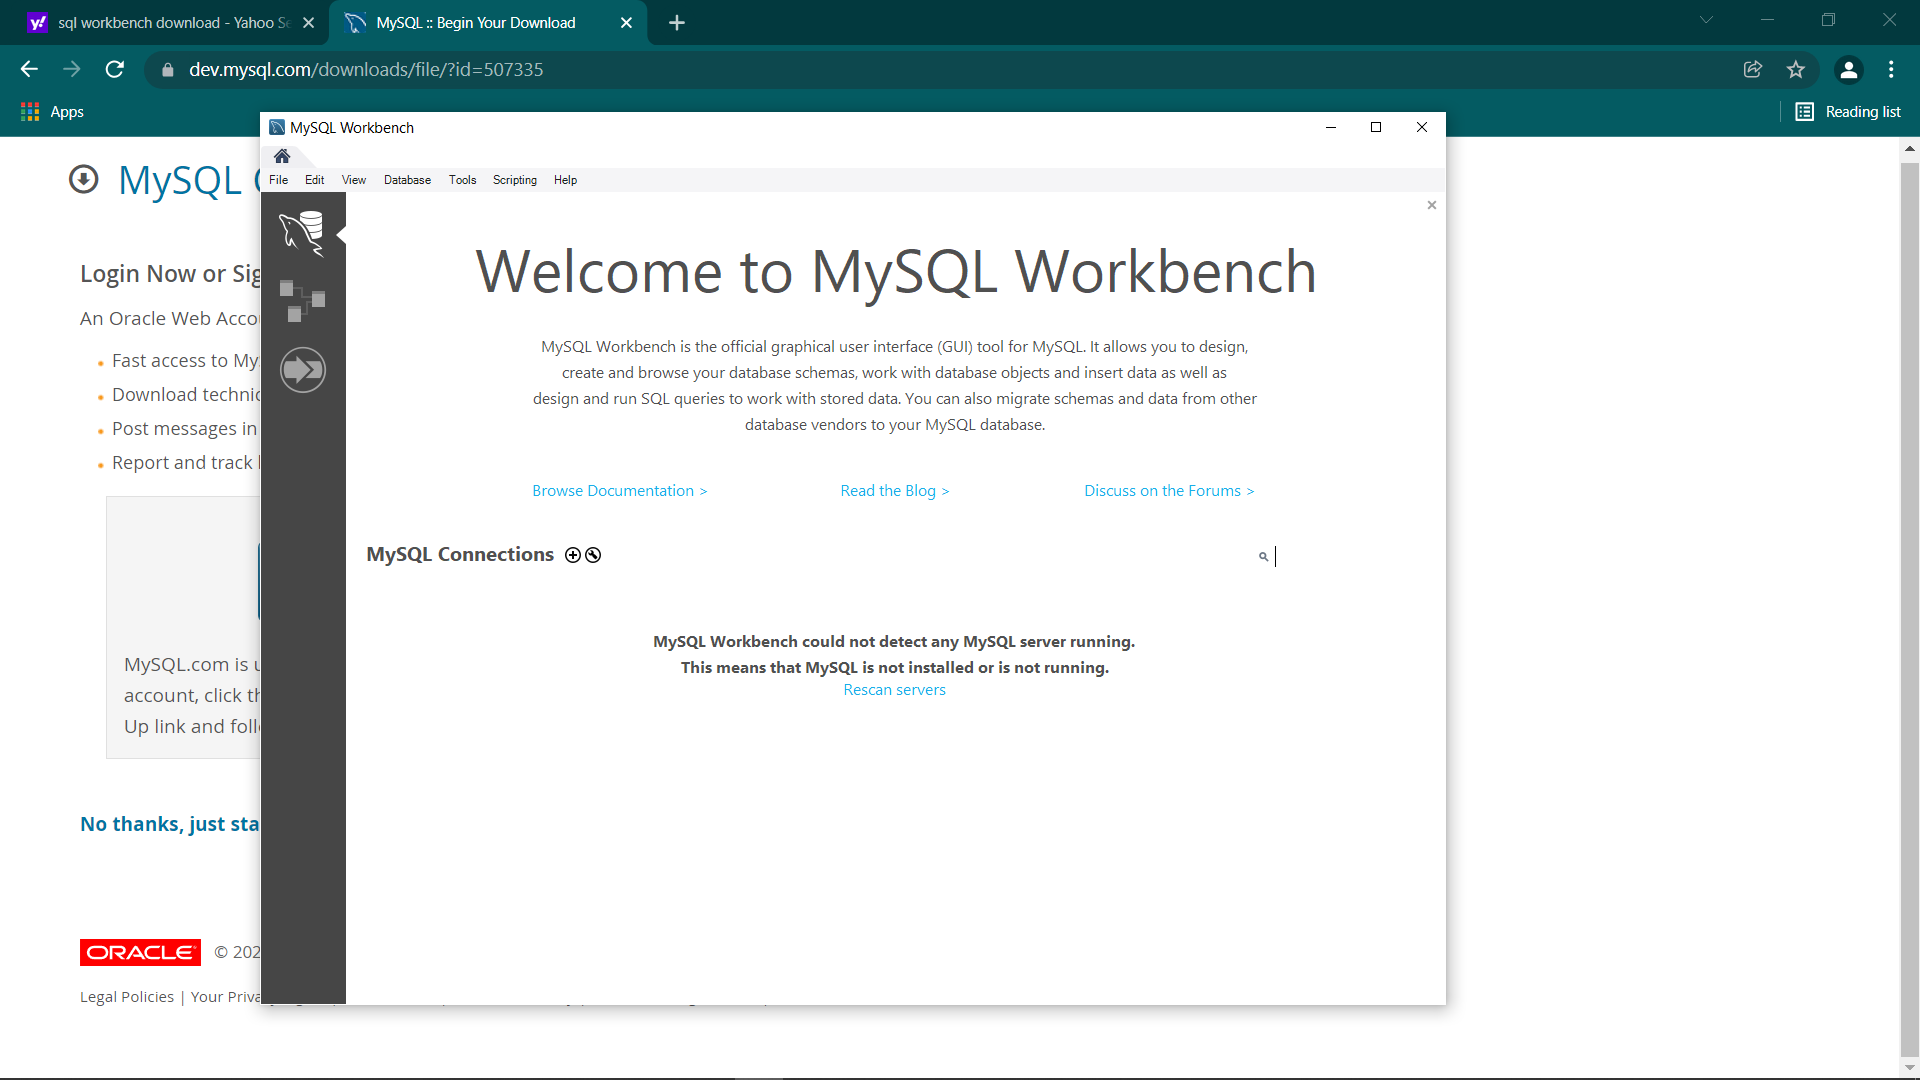 sql workbench download - Yahoo Se
MySQL :: Begin Your Download
dev.mysql.com/downloads/file/?id=507335
Apps
Reading list
MySQL
Login Now or Sig
An Oracle Web Acco
Fast access to My
Download technic
Post messages in
Report and track
MySQL.com is
account, click th
Up link and foll
No thanks, just sta
ORACLE
© 202
Legal Policies | Your Priva
MySQL Workbench
File Edit View Database Tools Scripting Help
Welcome to MySQL Workbench
MySQL Workbench is the official graphical user interface (GUI) tool for MySQL. It allows you to design,
create and browse your database schemas, work with database objects and insert data as well as
design and run SQL queries to work with stored data. You can also migrate schemas and data from other
database vendors to your MySQL database.
Browse Documentation > Read the Blog > Discuss on the Forums >
MySQL Connections
MySQL Workbench could not detect any MySQL server running.
This means that MySQL is not installed or is not running.
Rescan servers